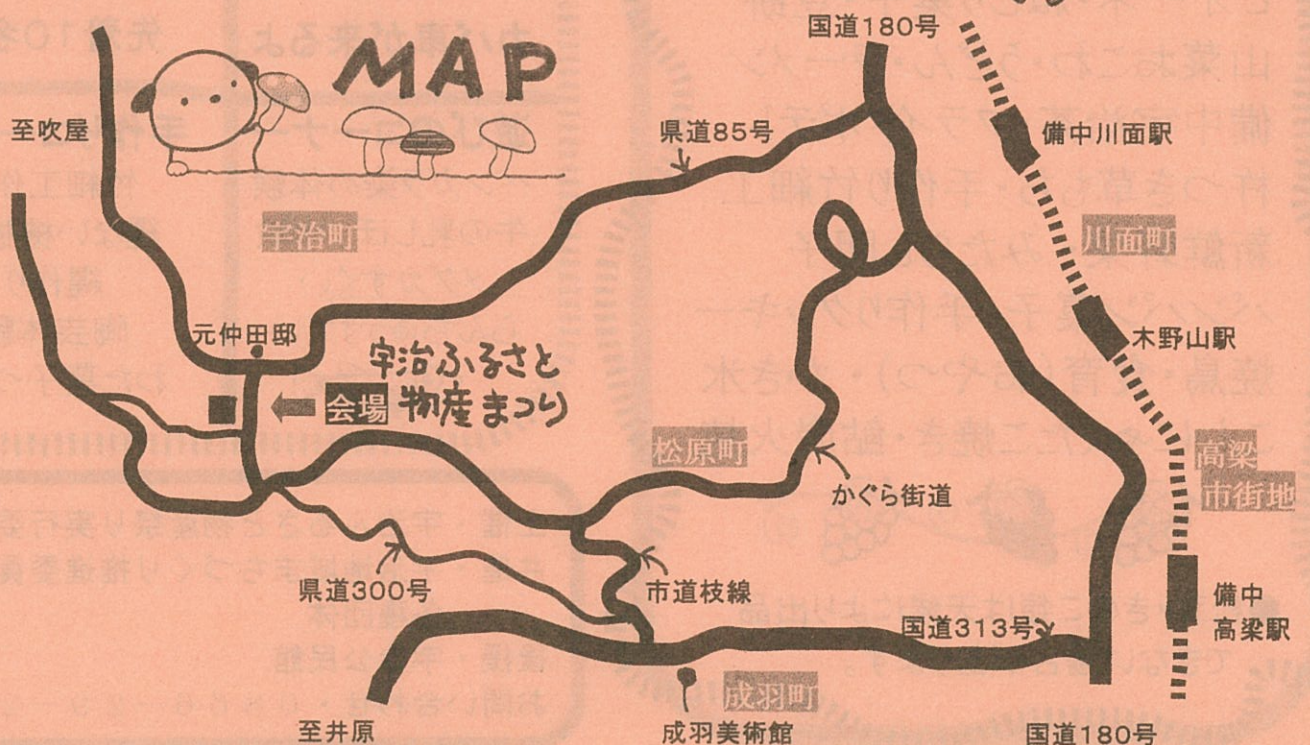 国道180号
MAP
至吹屋
県道85号
備中川面駅
宇治町
川面町
元仲田邸
木野山駅
宇治ふるさと
会場 物産まつり
松原町
高梁
市街地
かぐら街道
県道300号
市道枝線
備中
高梁駅
国道313号
成羽町
至井原
成羽美術館
国道180号